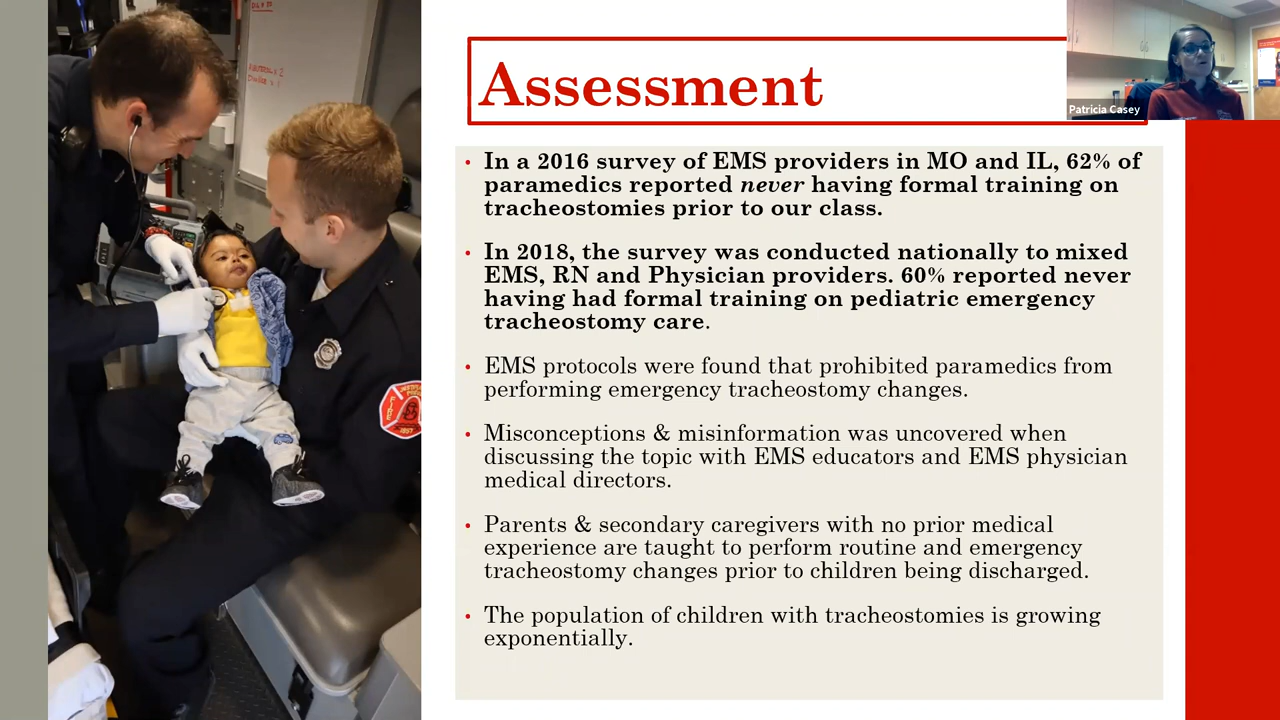 Assessment
Patricia Casey
• In a 2016 survey of EMS providers in MO and IL, 62% of
paramedics reported never having formal training on
tracheostomies prior to our class.
• In 2018, the survey was conducted nationally to mixed
EMS, RN and Physician providers. 60% reported never
having had formal training on pediatric emergency
tracheostomy care.
• EMS protocols were found that prohibited paramedics from
performing emergency tracheostomy changes.
• Misconceptions & misinformation was uncovered when
discussing the topic with EMS educators and EMS physician
medical directors.
• Parents & secondary caregivers with no prior medical
experience are taught to perform routine and emergency
tracheostomy changes prior to children being discharged.
• The population of children with tracheostomies is growing
exponentially.
FIRE
1857